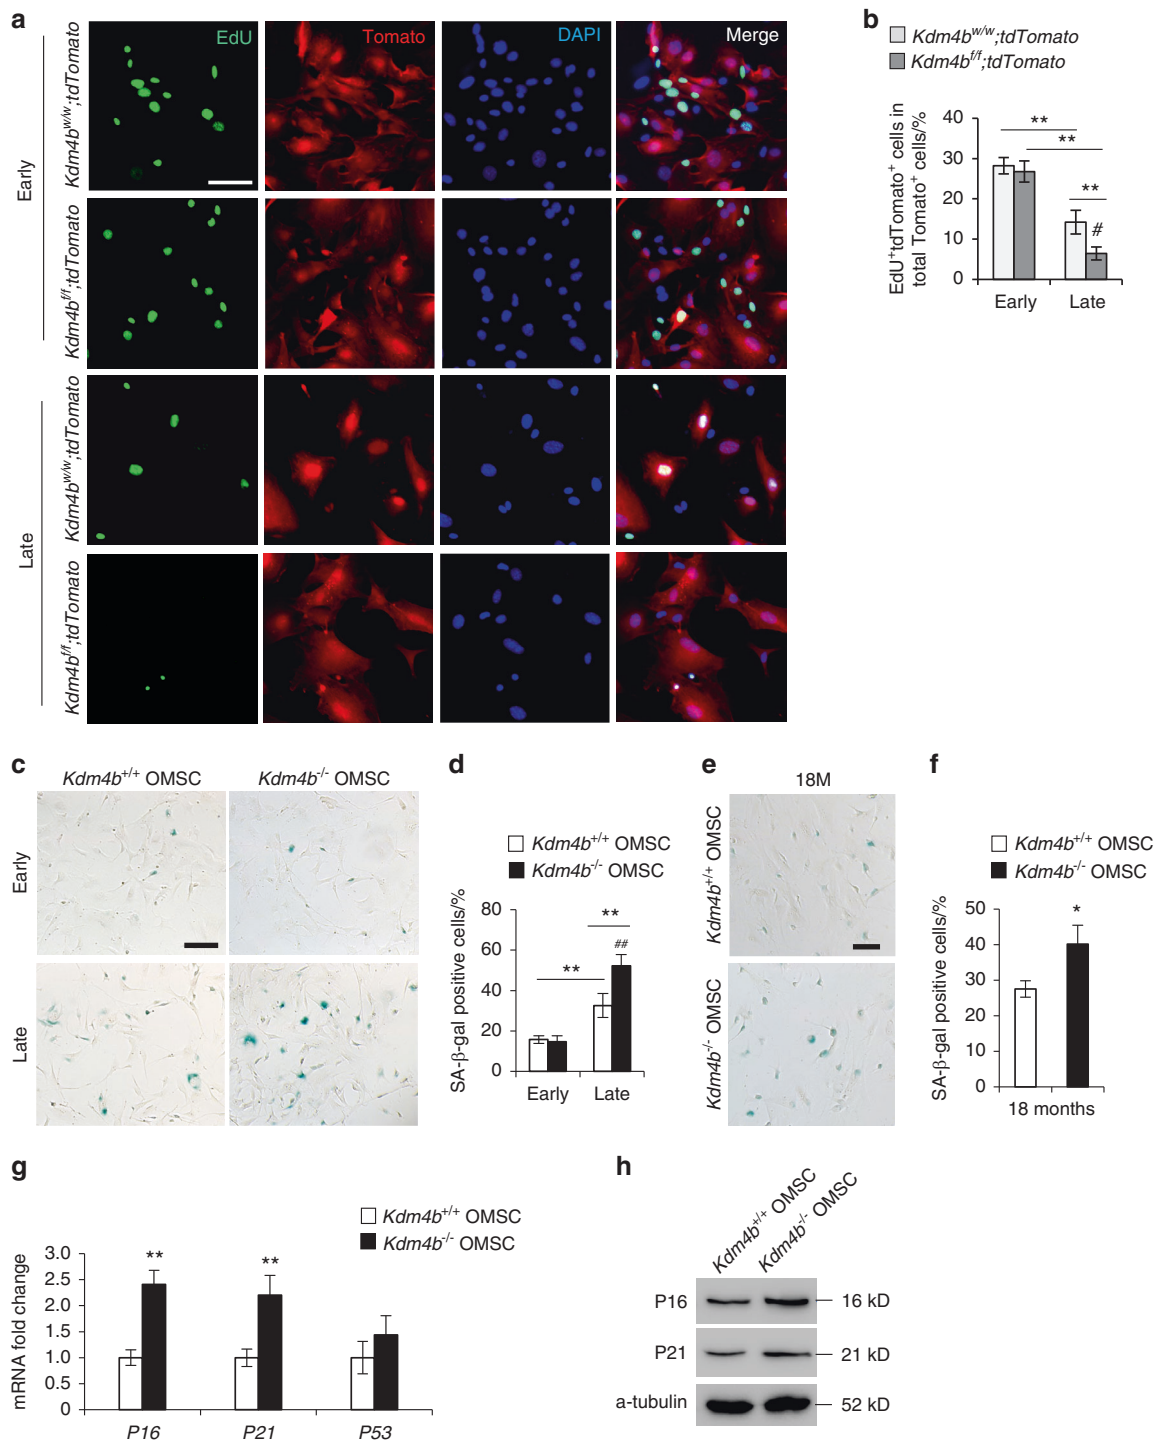 a
EdU
Tomato
DAPI
Merge
Early
Kdm4b^w/w;tdTomato
Kdm4b^f/f;tdTomato
Late
Kdm4b^w/w;tdTomato
Kdm4b^f/f;tdTomato
b
Kdm4b^w/w;tdTomato
Kdm4b^f/f;tdTomato
EdU⁺tdTomato⁺ cells in
total Tomato⁺ cells/%
40
30
20
10
0
**
**
**
#
Early Late
c
Kdm4b⁺/⁺ OMSC
Kdm4b⁻/⁻ OMSC
Early
Late
d
Kdm4b⁺/⁺ OMSC
Kdm4b⁻/⁻ OMSC
SA-β-gal positive cells/%
80
60
40
20
0
**
**
##
Early Late
e
18M
Kdm4b⁺/⁺ OMSC
Kdm4b⁻/⁻ OMSC
f
Kdm4b⁺/⁺ OMSC
Kdm4b⁻/⁻ OMSC
SA-β-gal positive cells/%
50
40
30
20
10
0
*
18 months
g
Kdm4b⁺/⁺ OMSC
Kdm4b⁻/⁻ OMSC
mRNA fold change
3.0
2.5
2.0
1.5
1.0
0.5
0
**
**
P16 P21 P53
h
Kdm4b⁺/⁺ OMSC
Kdm4b⁻/⁻ OMSC
P16 16 kD
P21 21 kD
a-tubulin 52 kD